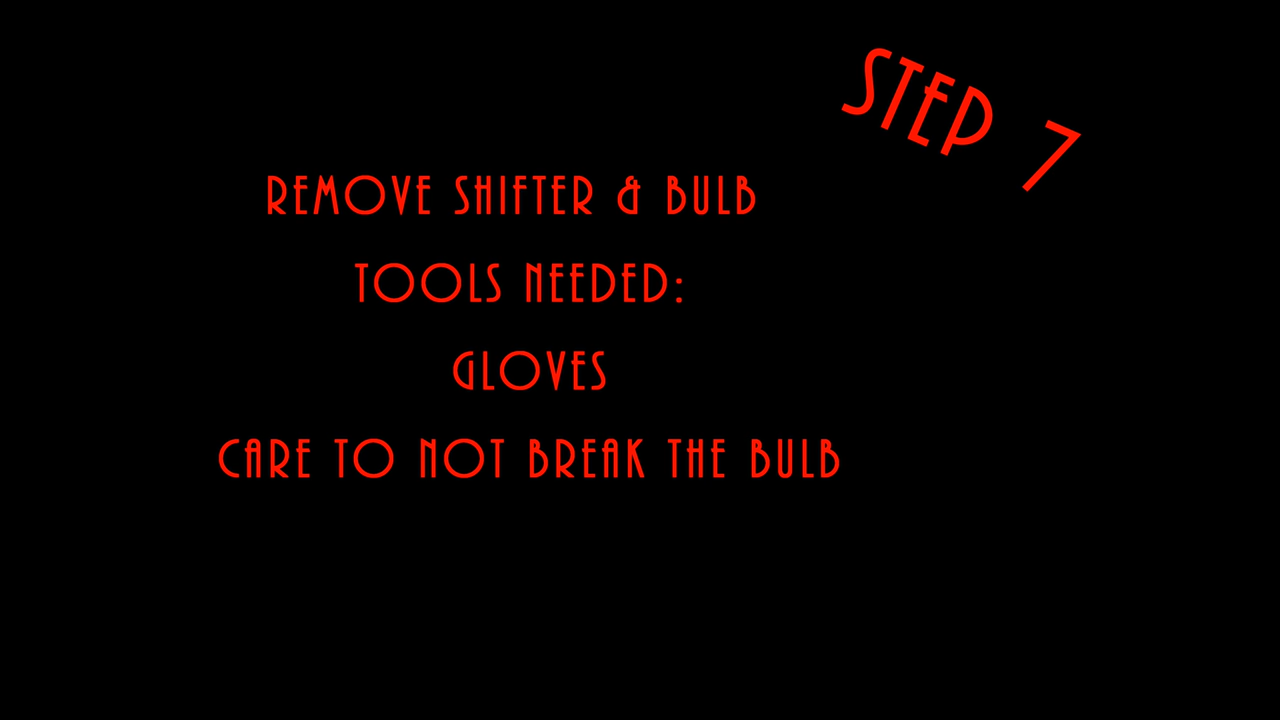 STEP 7
REMOVE SHIFTER & BULB
TOOLS NEEDED:
GLOVES
CARE TO NOT BREAK THE BULB